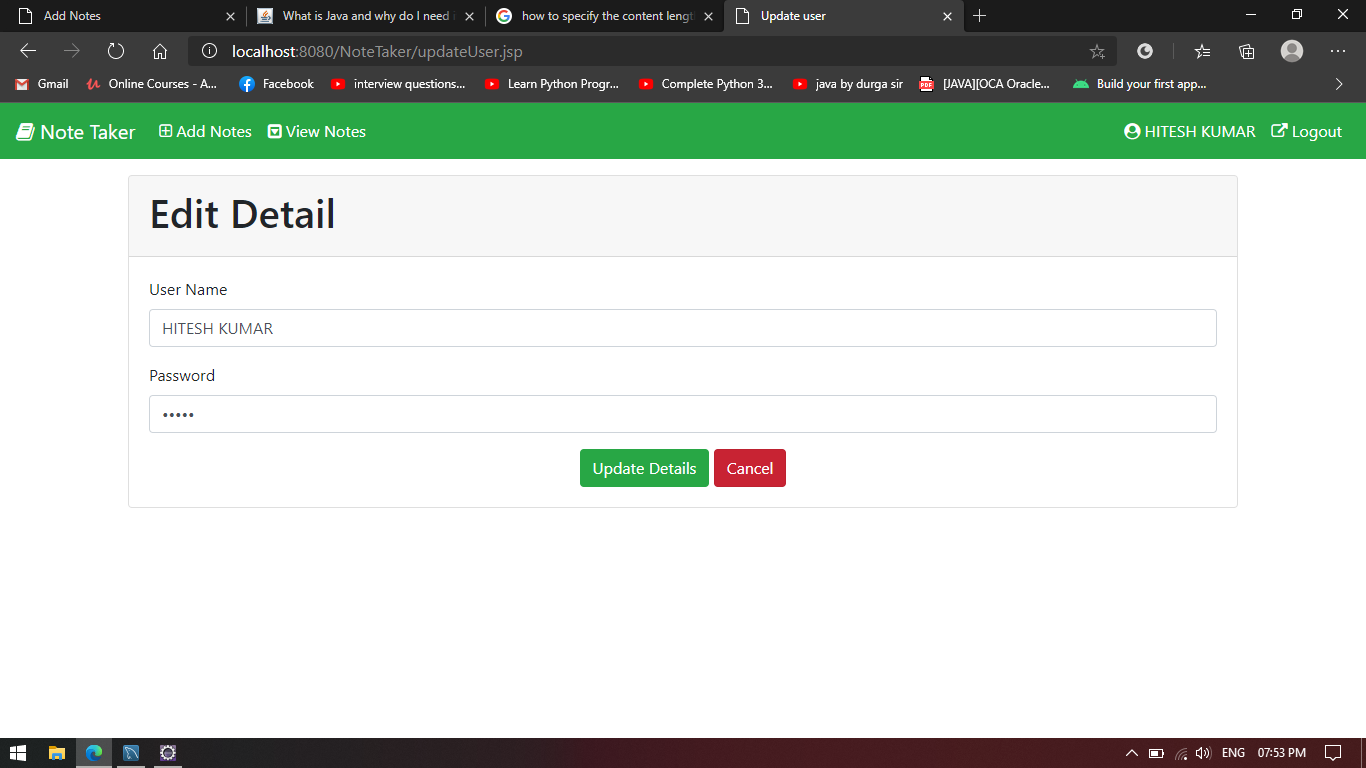 Add Notes
What is Java and why do I need i
how to specify the content lengt
Update user
localhost:8080/NoteTaker/updateUser.jsp
Gmail Online Courses - A... Facebook interview questions... Learn Python Progr... Complete Python 3... java by durga sir [JAVA][OCA Oracle... Build your first app...
Note Taker Add Notes View Notes HITESH KUMAR Logout
Edit Detail
User Name
HITESH KUMAR
Password
•••••
Update Details Cancel
ENG 07:53 PM